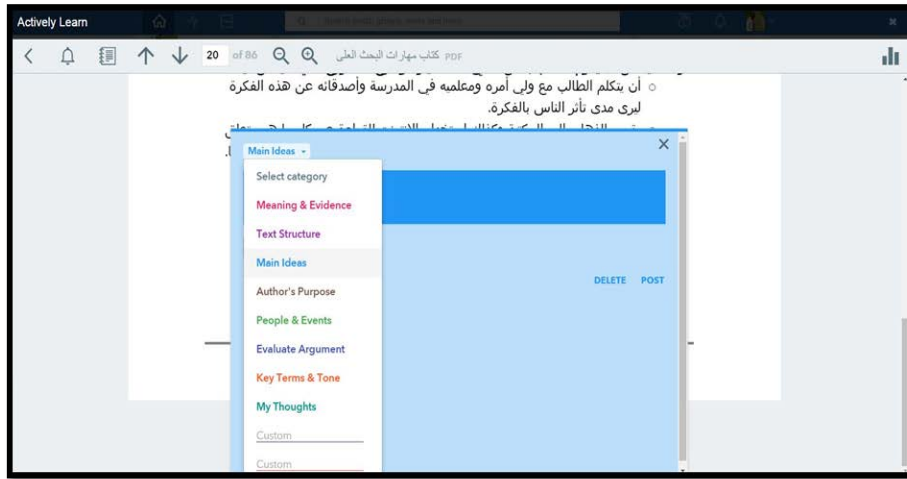 Actively Learn
20 of 86 كتاب مهارات البحث العلى PDF
○ أن يتكلم الطالب مع ولي أمره ومعلميه في المدرسة وأصدقائه عن هذه الفكرة
ليرى مدى تأثر الناس بالفكرة.
Main Ideas
Select category
Meaning & Evidence
Text Structure
Main Ideas
DELETE POST
Author's Purpose
People & Events
Evaluate Argument
Key Terms & Tone
My Thoughts
Custom
Custom